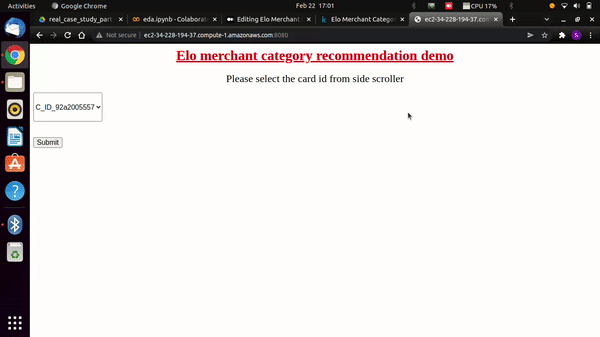 Activities
Google Chrome
Feb 22 17:01
CPU 17%
real_case_study_part
eda.ipynb - Colaborat
Editing Elo Merchant
Elo Merchant Categor
ec2-34-228-194-37.co
Not secure | ec2-34-228-194-37.compute-1.amazonaws.com:8080
S
Elo merchant category recommendation demo
Please select the card id from side scroller
C_ID_92a2005557
Submit